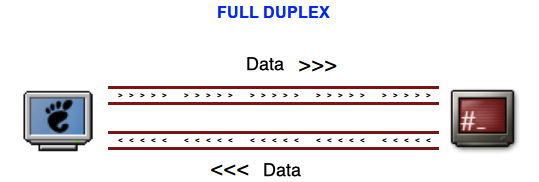 FULL DUPLEX
Data >>>
> > > > > > > > > > > > > > > > > > > > > > > > >
#_
< < < < < < < < < < < < < < < < < < < < < < < < <
<<< Data